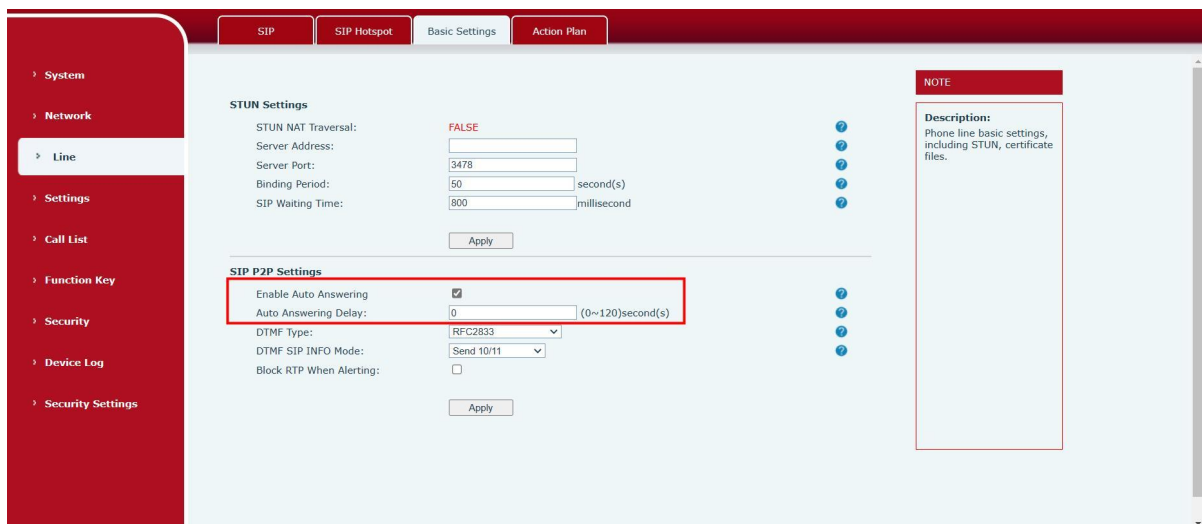 SIP
SIP Hotspot
Basic Settings
Action Plan
System
Network
Line
Settings
Call List
Function Key
Security
Device Log
Security Settings
STUN Settings
STUN NAT Traversal: FALSE
Server Address:
Server Port: 3478
Binding Period: 50 second(s)
SIP Waiting Time: 800 millisecond
Apply
SIP P2P Settings
Enable Auto Answering
Auto Answering Delay: 0 (0~120)second(s)
DTMF Type: RFC2833
DTMF SIP INFO Mode: Send 10/11
Block RTP When Alerting:
Apply
NOTE
Description:
Phone line basic settings,
including STUN, certificate
files.